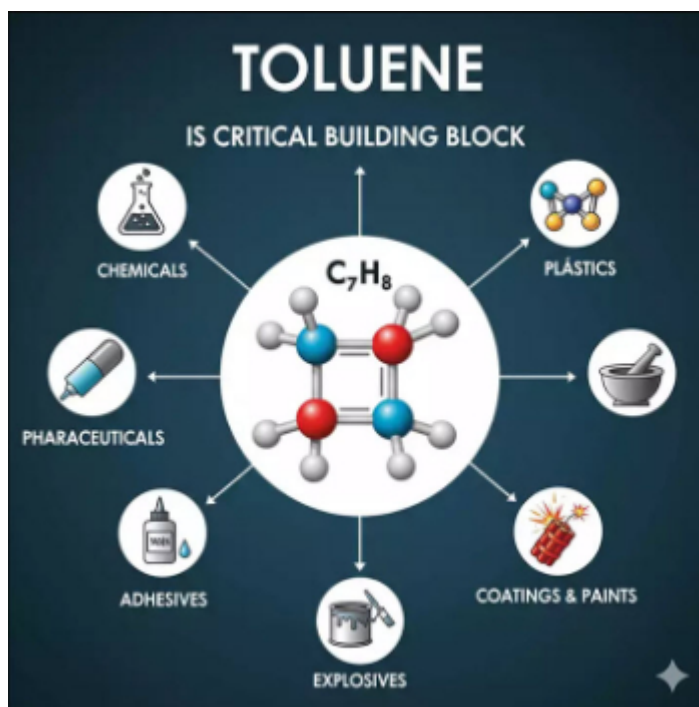 TOLUENE
IS CRITICAL BUILDING BLOCK
C₇H₈
CHEMICALS
PLÁSTICS
PHARACEUTICALS
ADHESIVES
COATINGS & PAINTS
EXPLOSIVES